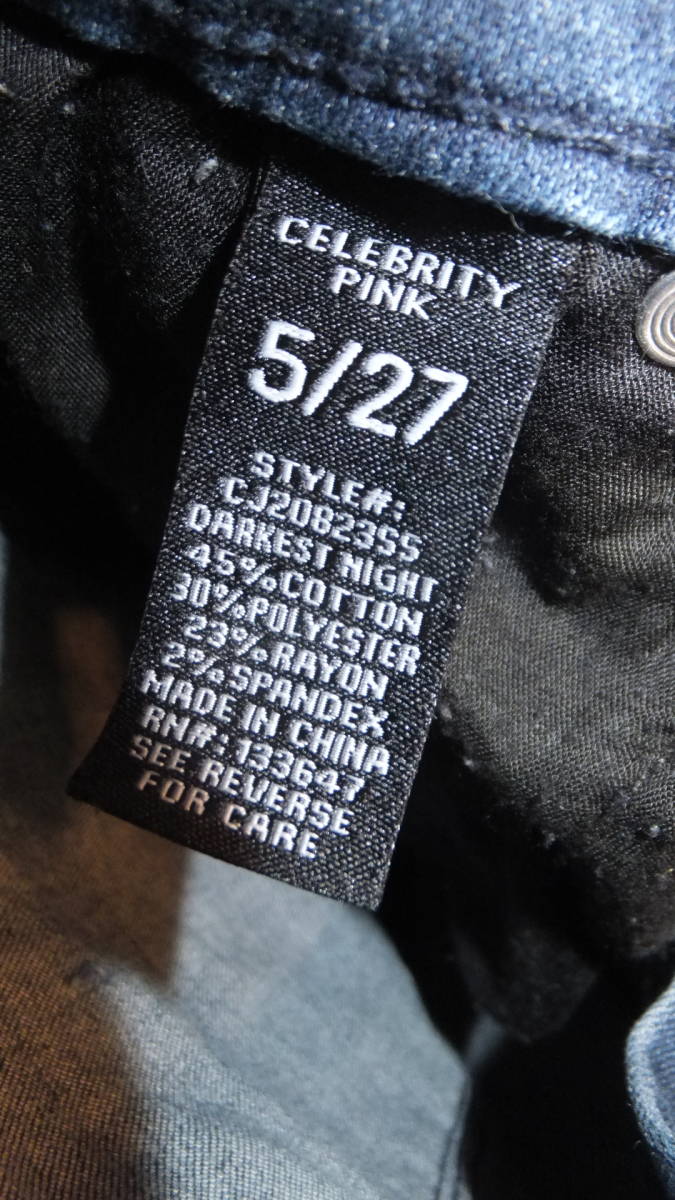 CELEBRITY
PINK
5/27
STYLE#:
CJ20823S5
DARKEST NIGHT
45%COTTON
30%POLYESTER
23%RAYON
2%SPANDEX
MADE IN CHINA
RN#:133647
SEE REVERSE
FOR CARE